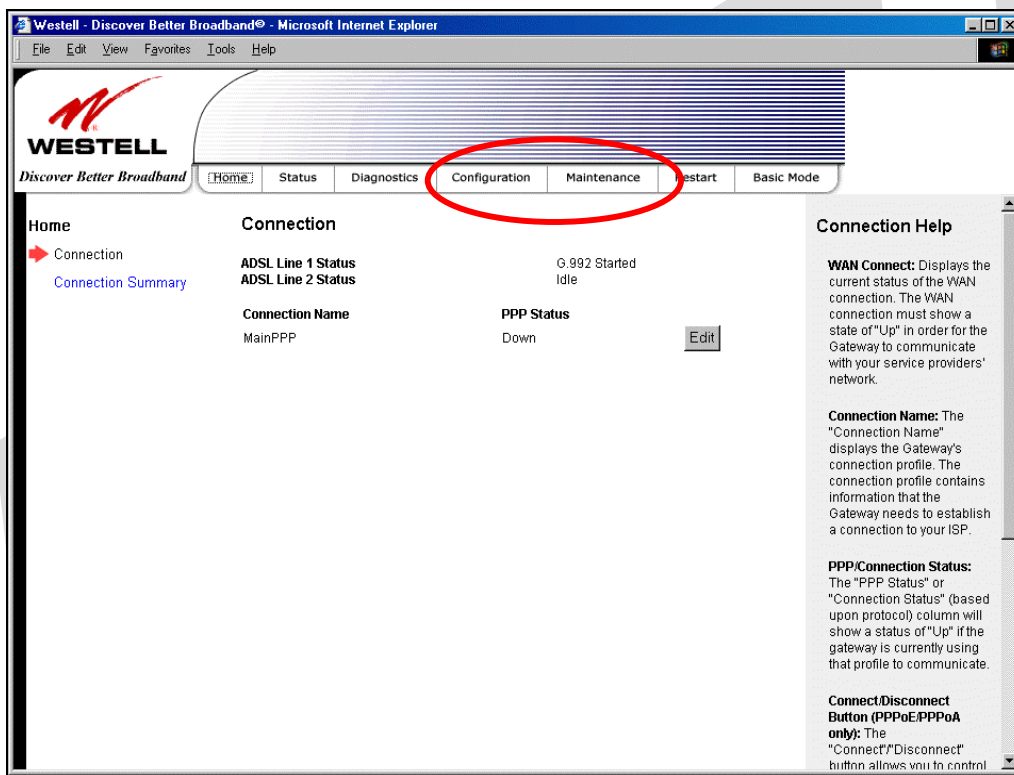 Westell - Discover Better Broadband® - Microsoft Internet Explorer
File Edit View Favorites Tools Help
WESTELL
Discover Better Broadband
Home Status Diagnostics Configuration Maintenance Restart Basic Mode
Home
Connection
Connection Summary
Connection
ADSL Line 1 Status G.992 Started
ADSL Line 2 Status Idle
Connection Name PPP Status
MainPPP Down Edit
Connection Help
WAN Connect: Displays the
current status of the WAN
connection. The WAN
connection must show a
state of "Up" in order for the
Gateway to communicate
with your service providers'
network.
Connection Name: The
"Connection Name"
displays the Gateway's
connection profile. The
connection profile contains
information that the
Gateway needs to establish
a connection to your ISP.
PPP/Connection Status:
The "PPP Status" or
"Connection Status" (based
upon protocol) column will
show a status of "Up" if the
gateway is currently using
that profile to communicate.
Connect/Disconnect
Button (PPPoE/PPPoA
only): The
"Connect"/"Disconnect"
button allows you to control